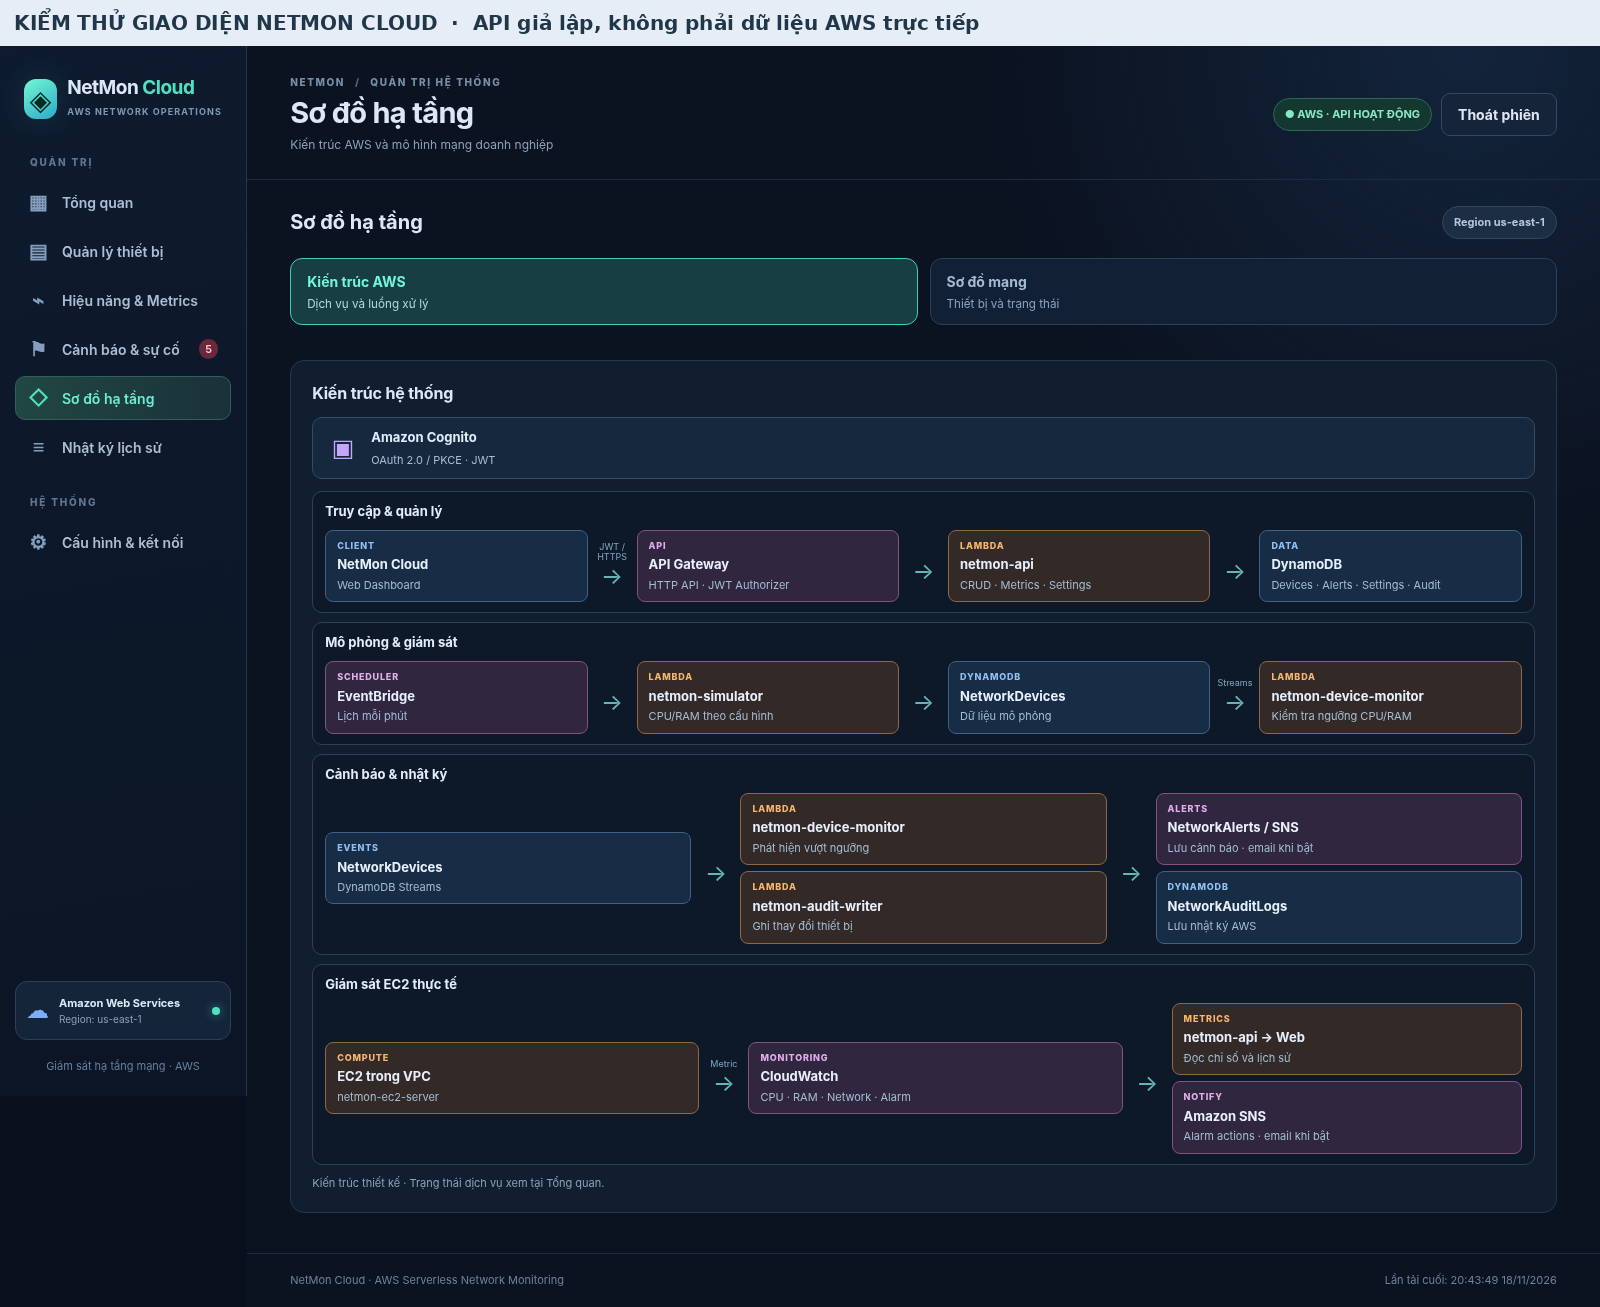 KIỂM THỬ GIAO DIỆN NETMON CLOUD · API giả lập, không phải dữ liệu AWS trực tiếp
NetMon Cloud
AWS NETWORK OPERATIONS
QUẢN TRỊ
Tổng quan
Quản lý thiết bị
Hiệu năng & Metrics
Cảnh báo & sự cố 5
Sơ đồ hạ tầng
Nhật ký lịch sử
HỆ THỐNG
Cấu hình & kết nối
Amazon Web Services
Region: us-east-1
Giám sát hạ tầng mạng · AWS
NETMON / QUẢN TRỊ HỆ THỐNG
Sơ đồ hạ tầng
Kiến trúc AWS và mô hình mạng doanh nghiệp
AWS · API HOẠT ĐỘNG
Thoát phiên
Sơ đồ hạ tầng
Region us-east-1
Kiến trúc AWS
Dịch vụ và luồng xử lý
Sơ đồ mạng
Thiết bị và trạng thái
Kiến trúc hệ thống
Amazon Cognito
OAuth 2.0 / PKCE · JWT
Truy cập & quản lý
CLIENT
NetMon Cloud
Web Dashboard
JWT /
HTTPS
→
API
API Gateway
HTTP API · JWT Authorizer
→
LAMBDA
netmon-api
CRUD · Metrics · Settings
→
DATA
DynamoDB
Devices · Alerts · Settings · Audit
Mô phỏng & giám sát
SCHEDULER
EventBridge
Lịch mỗi phút
→
LAMBDA
netmon-simulator
CPU/RAM theo cấu hình
→
DYNAMODB
NetworkDevices
Dữ liệu mô phỏng
Streams
→
LAMBDA
netmon-device-monitor
Kiểm tra ngưỡng CPU/RAM
Cảnh báo & nhật ký
EVENTS
NetworkDevices
DynamoDB Streams
→
LAMBDA
netmon-device-monitor
Phát hiện vượt ngưỡng
LAMBDA
netmon-audit-writer
Ghi thay đổi thiết bị
→
ALERTS
NetworkAlerts / SNS
Lưu cảnh báo · email khi bật
DYNAMODB
NetworkAuditLogs
Lưu nhật ký AWS
Giám sát EC2 thực tế
COMPUTE
EC2 trong VPC
netmon-ec2-server
Metric
→
MONITORING
CloudWatch
CPU · RAM · Network · Alarm
→
METRICS
netmon-api → Web
Đọc chỉ số và lịch sử
NOTIFY
Amazon SNS
Alarm actions · email khi bật
Kiến trúc thiết kế · Trạng thái dịch vụ xem tại Tổng quan.
NetMon Cloud · AWS Serverless Network Monitoring
Lần tải cuối: 20:43:49 18/11/2026